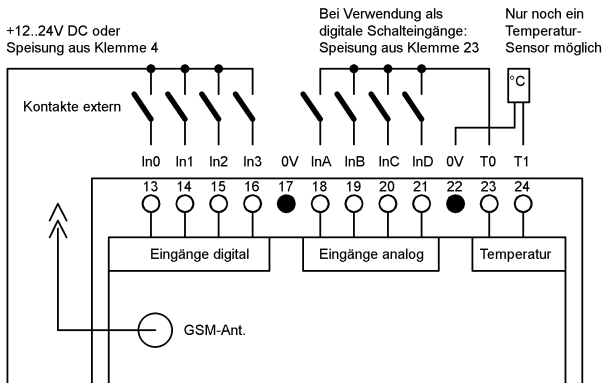 +12..24V DC oder
Speisung aus Klemme 4
Bei Verwendung als
digitale Schalteingänge:
Speisung aus Klemme 23
Nur noch ein
Temperatur-
Sensor möglich
°C
Kontakte extern
In0 In1 In2 In3 0V InA InB InC InD 0V T0 T1
13 14 15 16 17 18 19 20 21 22 23 24
Eingänge digital Eingänge analog Temperatur
GSM-Ant.